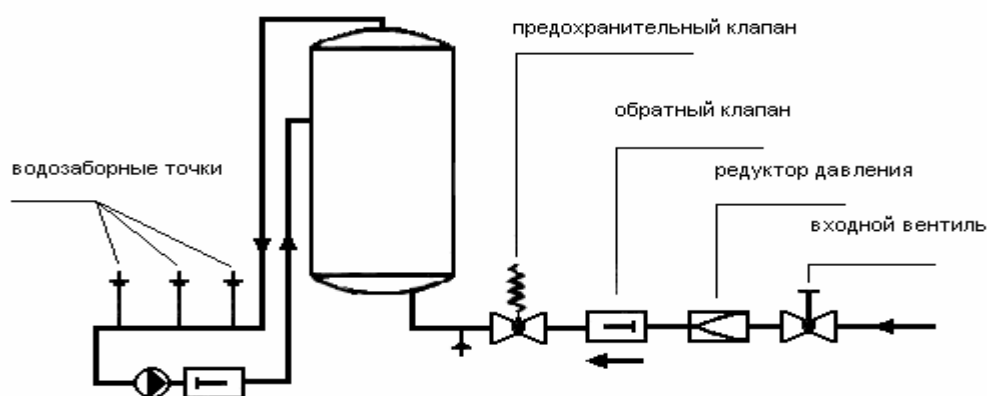 предохранительный клапан
обратный клапан
водозаборные точки
редуктор давления
входной вентиль